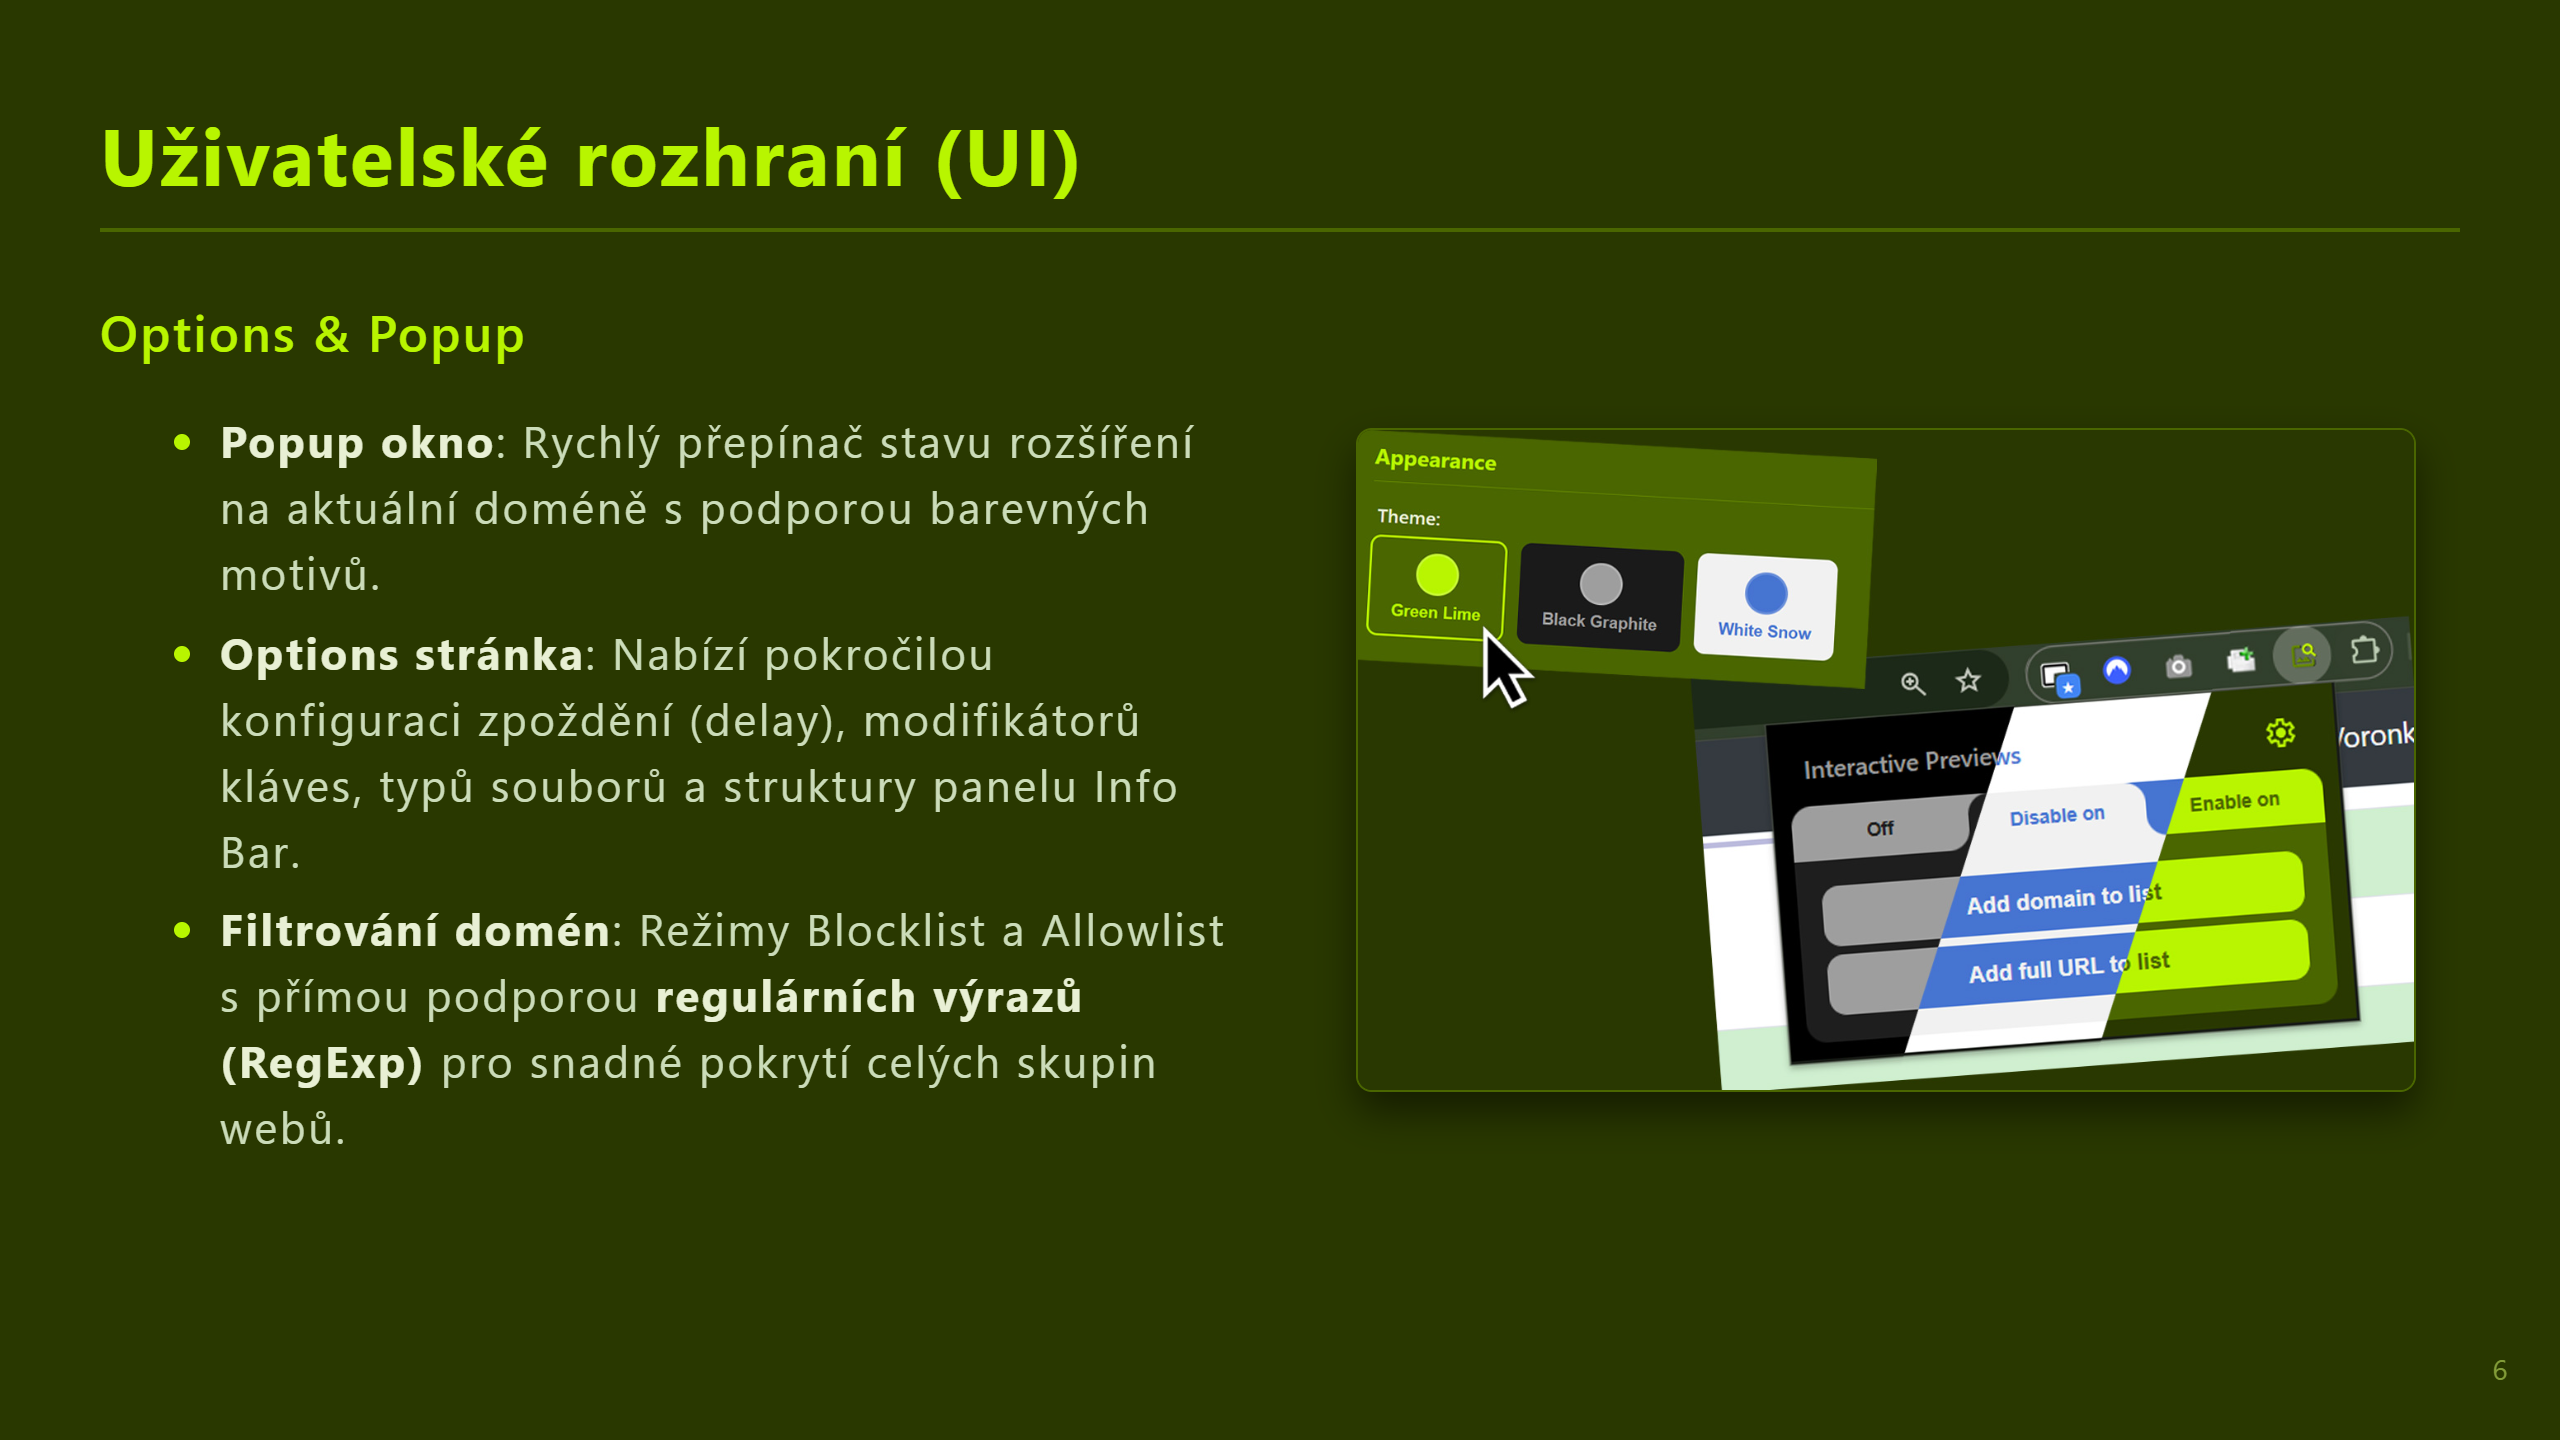 Uživatelské rozhraní (UI)
Options & Popup
Popup okno: Rychlý přepínač stavu rozšíření
na aktuální doméně s podporou barevných
motivů.
Options stránka: Nabízí pokročilou
konfiguraci zpoždění (delay), modifikátorů
kláves, typů souborů a struktury panelu Info
Bar.
Filtrování domén: Režimy Blocklist a Allowlist
s přímou podporou regulárních výrazů
(RegExp) pro snadné pokrytí celých skupin
webů.
Appearance
Theme:
Green Lime
Black Graphite
White Snow
Voronk
Interactive Previews
Off
Disable on
Enable on
Add domain to list
Add full URL to list
6